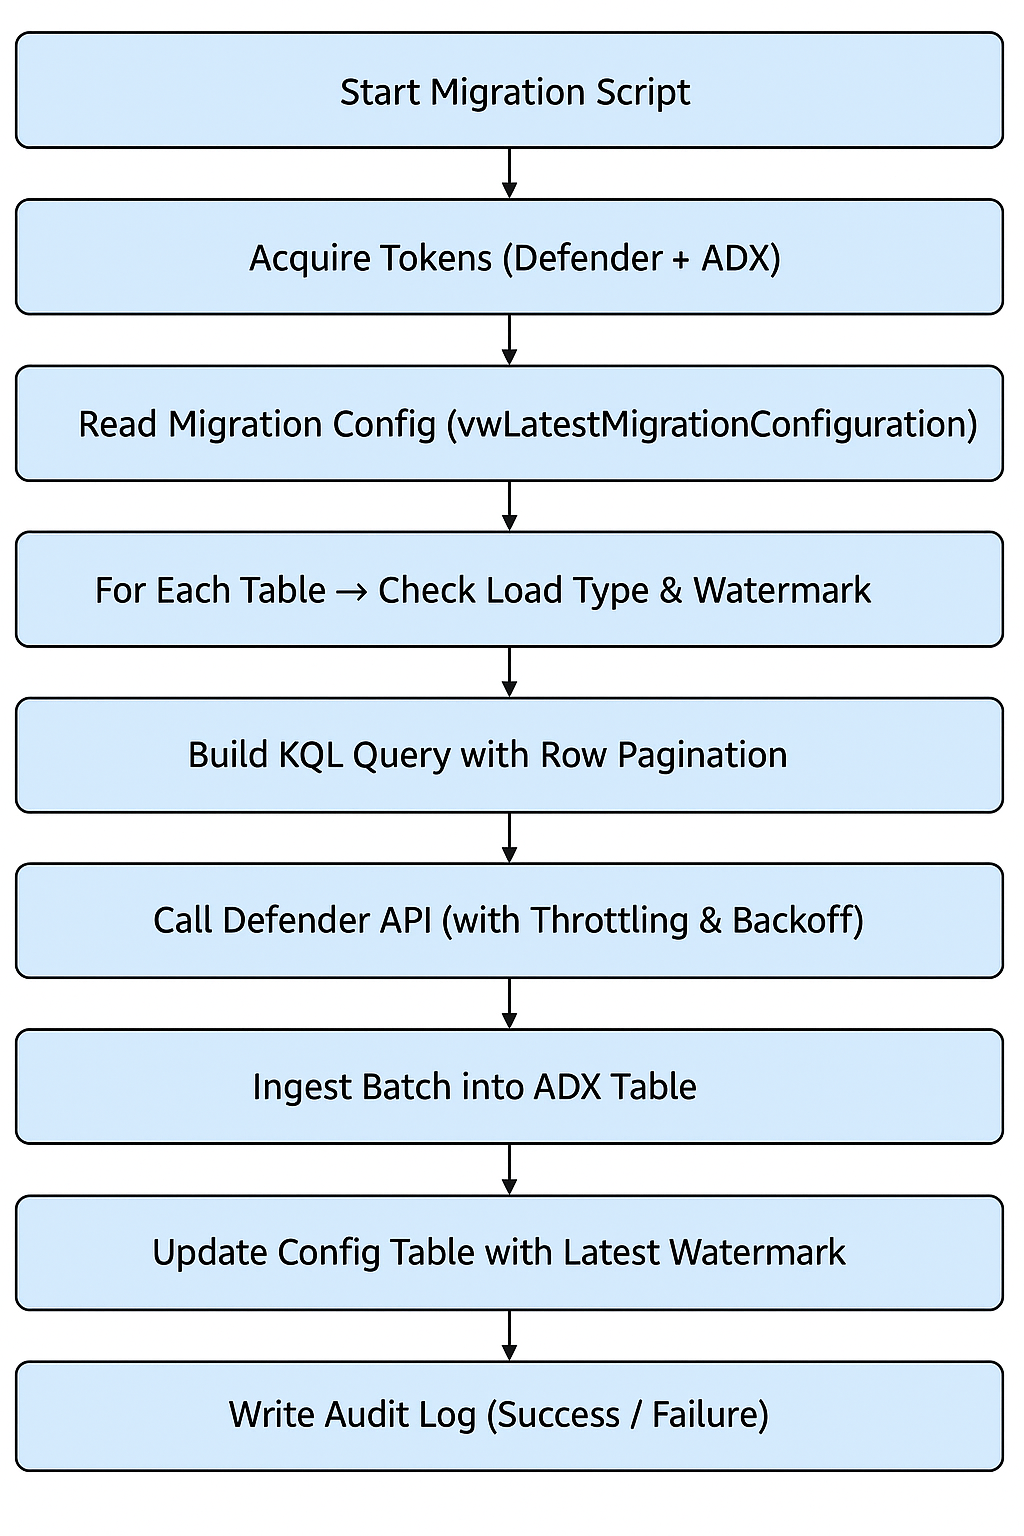 Start Migration Script
Acquire Tokens (Defender + ADX)
Read Migration Config (vwLatestMigrationConfiguration)
For Each Table → Check Load Type & Watermark
Build KQL Query with Row Pagination
Call Defender API (with Throttling & Backoff)
Ingest Batch into ADX Table
Update Config Table with Latest Watermark
Write Audit Log (Success / Failure)